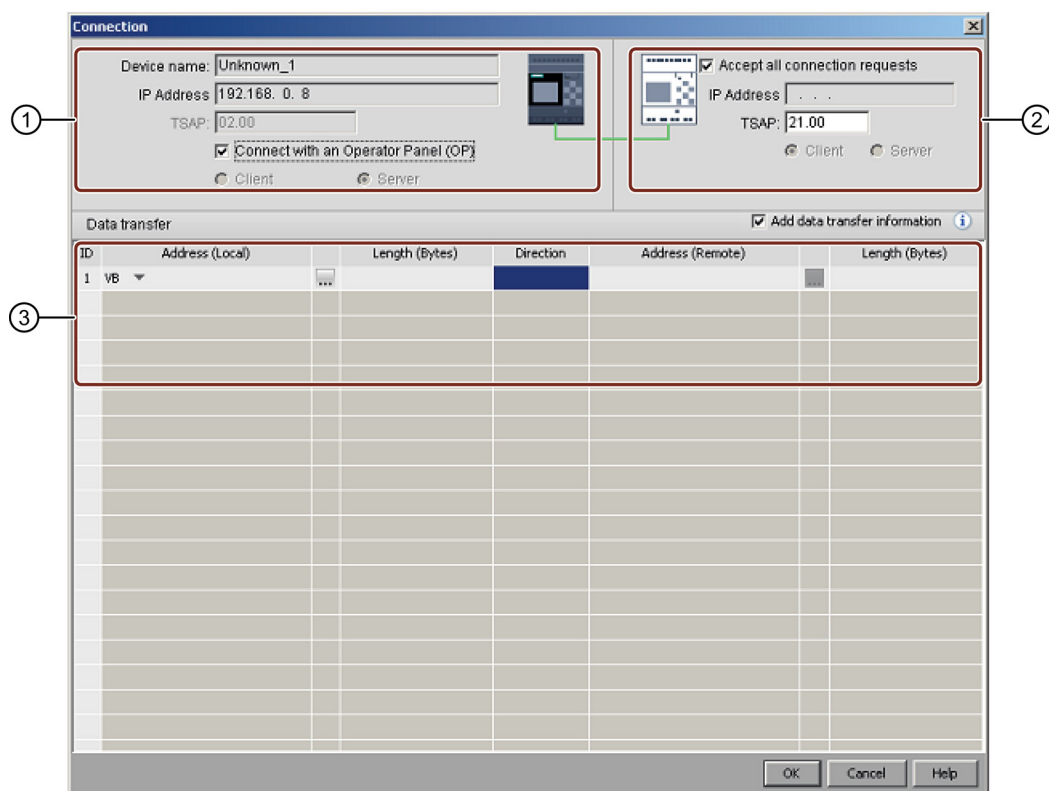 Connection
Device name: Unknown_1
IP Address 192.168. 0. 8
TSAP: 02.00
Connect with an Operator Panel (OP)
Client Server
Accept all connection requests
IP Address . . .
TSAP: 21.00
Client Server
1
2
Data transfer
Add data transfer information i
ID Address (Local) Length (Bytes) Direction Address (Remote) Length (Bytes)
1 VB ... ...
3
OK Cancel Help